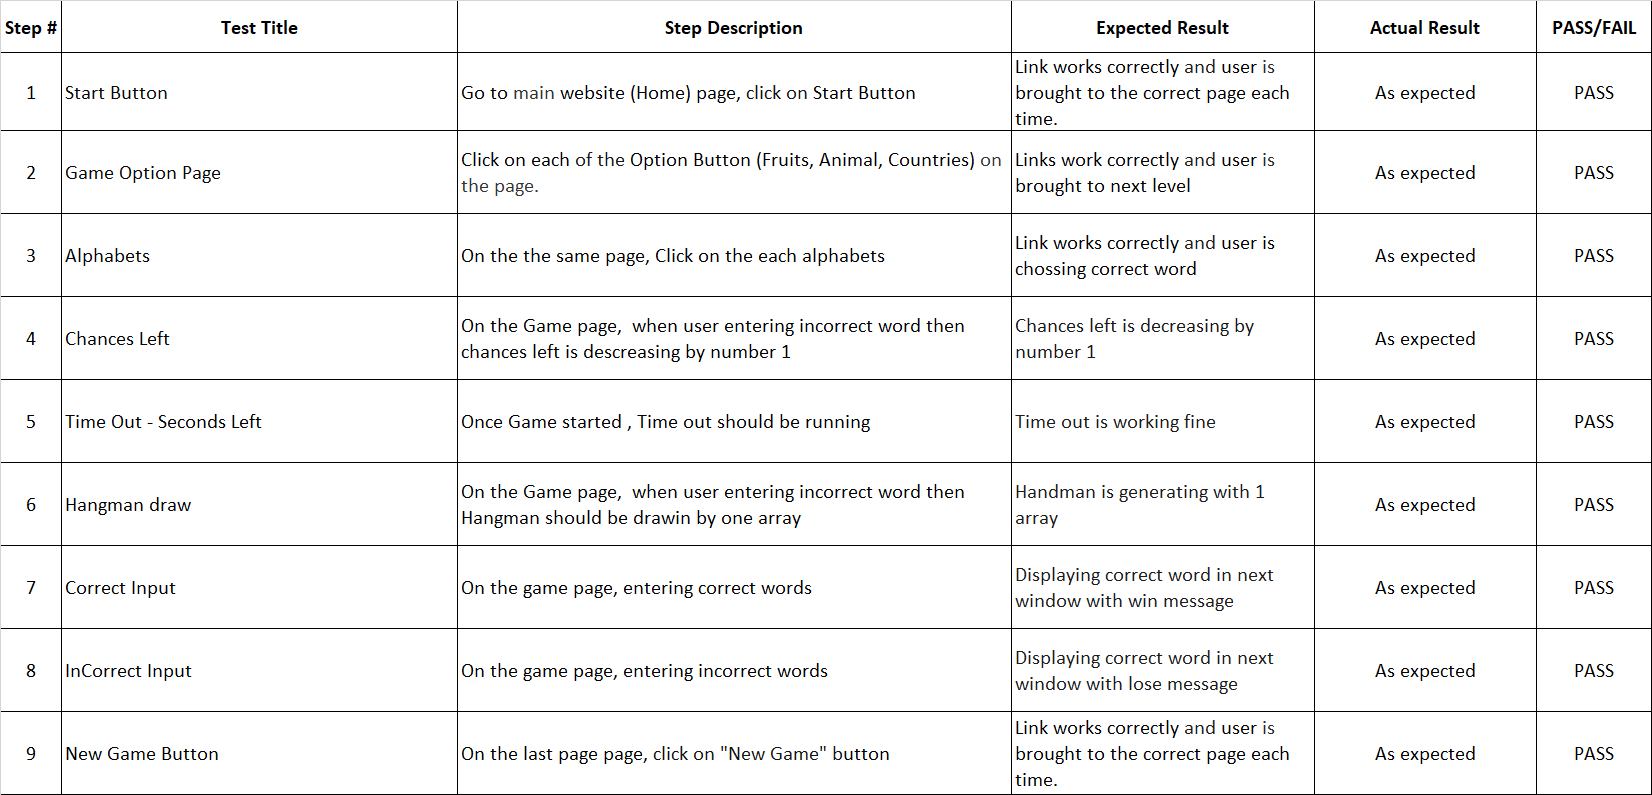 Step # Test Title Step Description Expected Result Actual Result PASS/FAIL
1 Start Button Go to main website (Home) page, click on Start Button Link works correctly and user is
brought to the correct page each
time. As expected PASS
2 Game Option Page Click on each of the Option Button (Fruits, Animal, Countries) on
the page. Links work correctly and user is
brought to next level As expected PASS
3 Alphabets On the the same page, Click on the each alphabets Link works correctly and user is
chossing correct word As expected PASS
4 Chances Left On the Game page,  when user entering incorrect word then
chances left is descreasing by number 1 Chances left is decreasing by
number 1 As expected PASS
5 Time Out - Seconds Left Once Game started , Time out should be running Time out is working fine As expected PASS
6 Hangman draw On the Game page,  when user entering incorrect word then
Hangman should be drawin by one array Handman is generating with 1
array As expected PASS
7 Correct Input On the game page, entering correct words Displaying correct word in next
window with win message As expected PASS
8 InCorrect Input On the game page, entering incorrect words Displaying correct word in next
window with lose message As expected PASS
9 New Game Button On the last page page, click on "New Game" button Link works correctly and user is
brought to the correct page each
time. As expected PASS